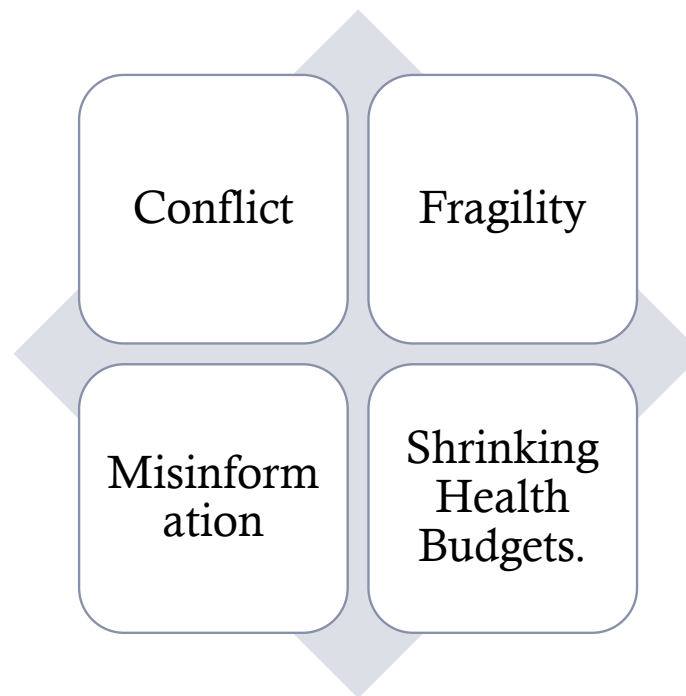 Conflict
Fragility
Misinform
ation
Shrinking
Health
Budgets.